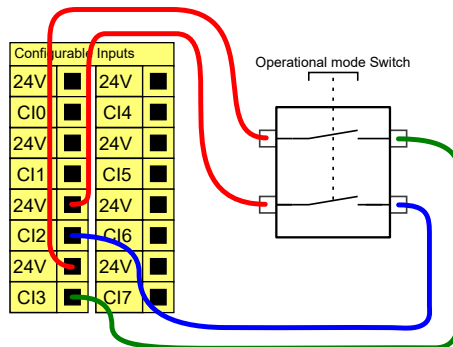 Configurable Inputs
Operational mode Switch
24V 24V
CI0 CI4
24V 24V
CI1 CI5
24V 24V
CI2 CI6
24V 24V
CI3 CI7